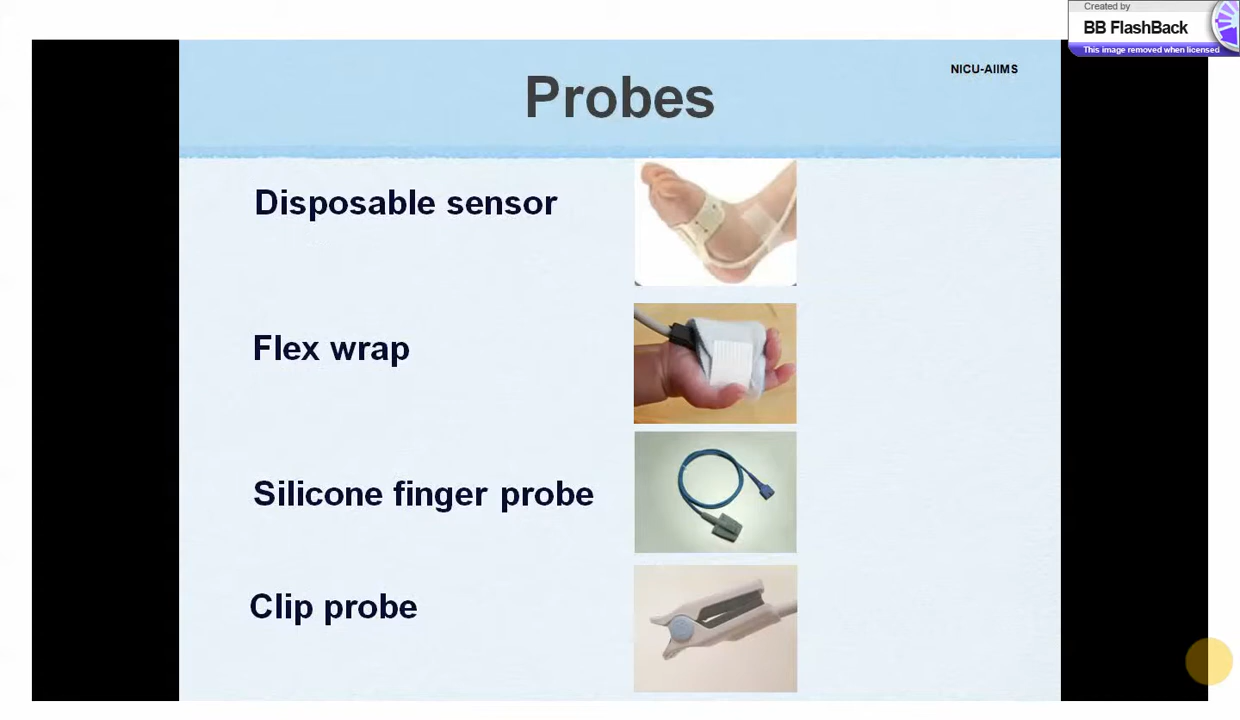 Created by
BB FlashBack
This image removed when licensed
NICU-AIIMS
Probes
Disposable sensor
Flex wrap
Silicone finger probe
Clip probe